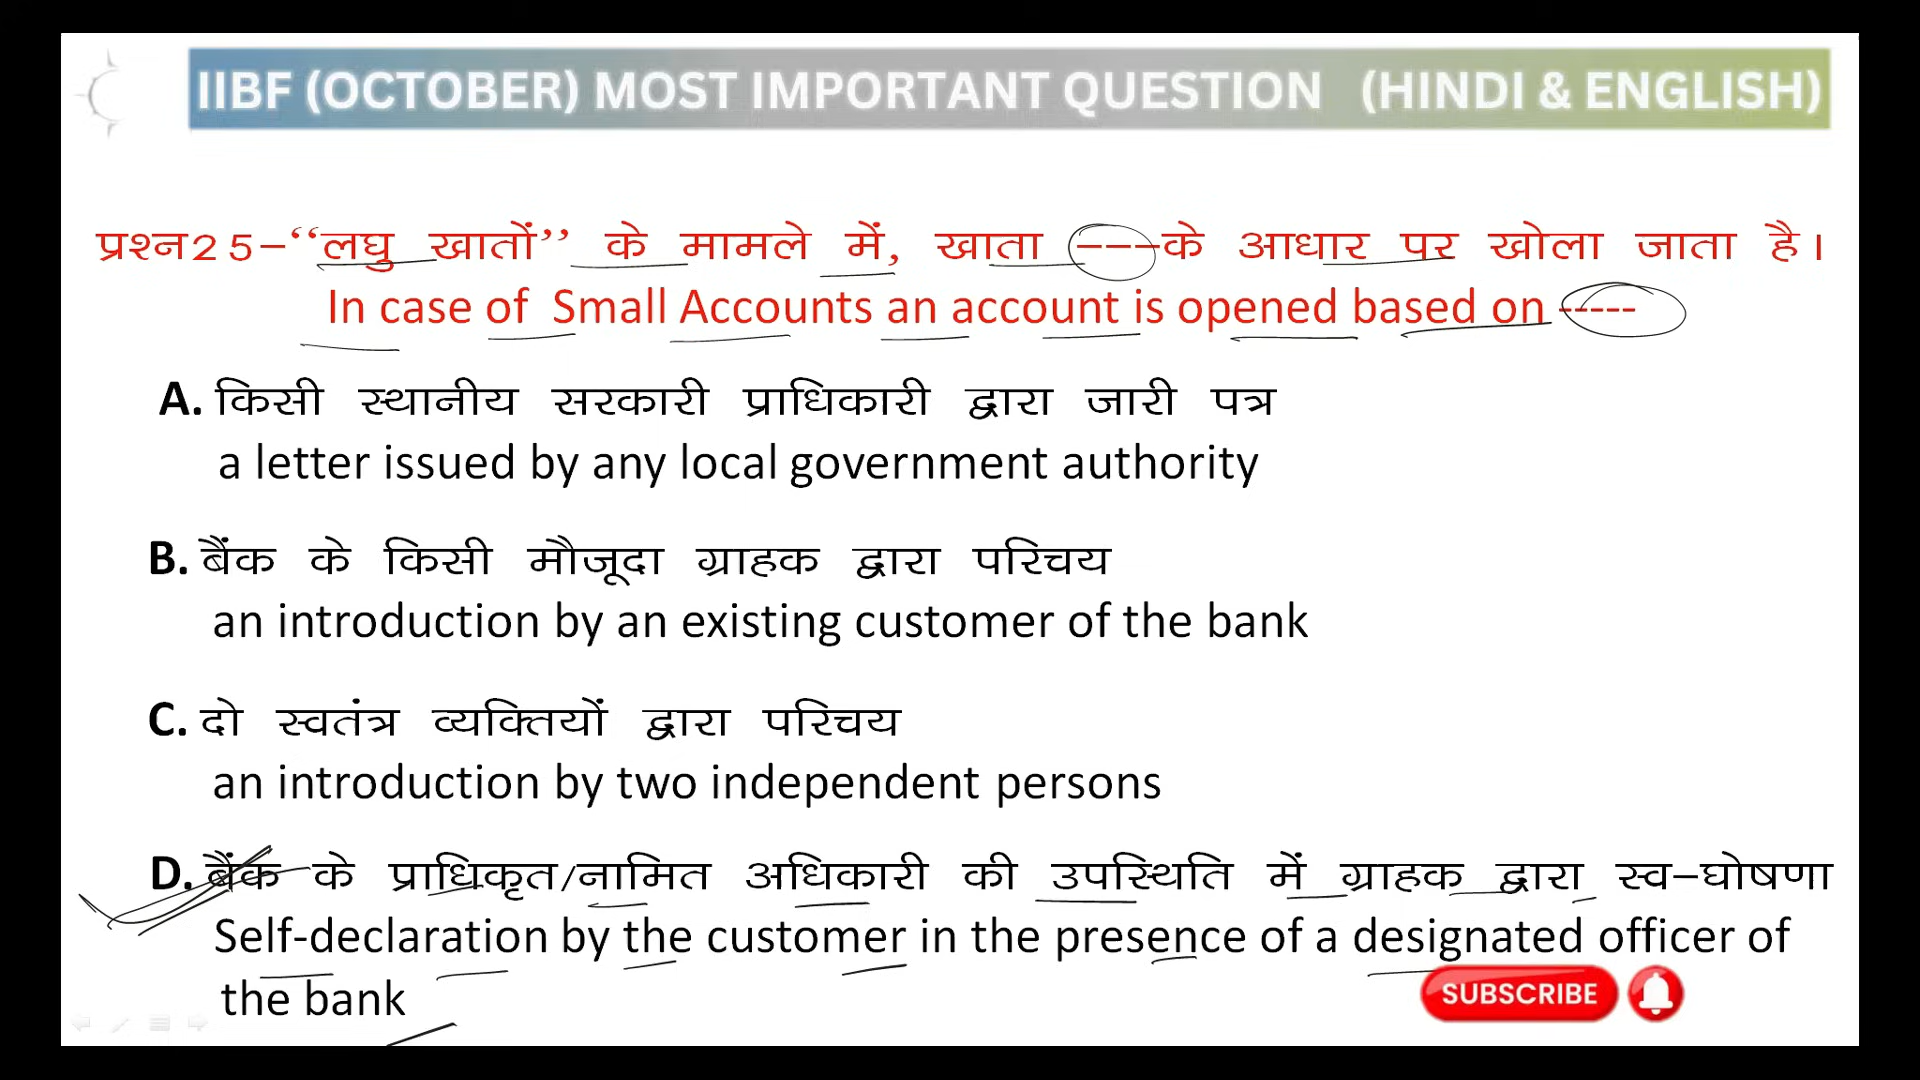 IIBF (OCTOBER) MOST IMPORTANT QUESTION (HINDI & ENGLISH)
प्रश्न25–“लघु खातों” के मामले में, खाता –––के आधार पर खोला जाता है।
In case of Small Accounts an account is opened based on -----
A. किसी स्थानीय सरकारी प्राधिकारी द्वारा जारी पत्र
a letter issued by any local government authority
B. बैंक के किसी मौजूदा ग्राहक द्वारा परिचय
an introduction by an existing customer of the bank
C. दो स्वतंत्र व्यक्तियों द्वारा परिचय
an introduction by two independent persons
D. बैंक के प्राधिकृत/नामित अधिकारी की उपस्थिति में ग्राहक द्वारा स्व–घोषणा
Self-declaration by the customer in the presence of a designated officer of
the bank
SUBSCRIBE